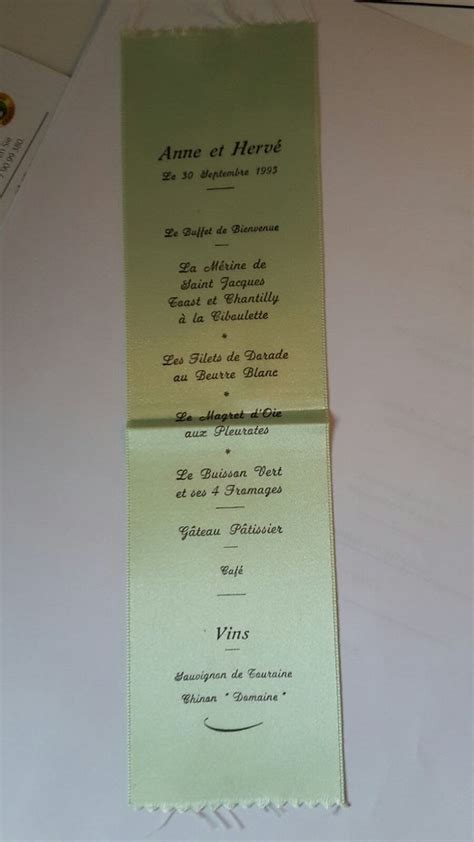 Anne et Hervé
Le 30 Septembre 1995
Le Buffet de Bienvenue
La Mérine de
Saint Jacques
Toast et Chantilly
à la Ciboulette
*
Les Filets de Dorade
au Beurre Blanc
*
Le Magret d'Oie
aux Pleurates
*
Le Buisson Vert
et ses 4 Fromages
Gâteau Pâtissier
Café
Vins
Sauvignon de Touraine
Chinon " Domaine "